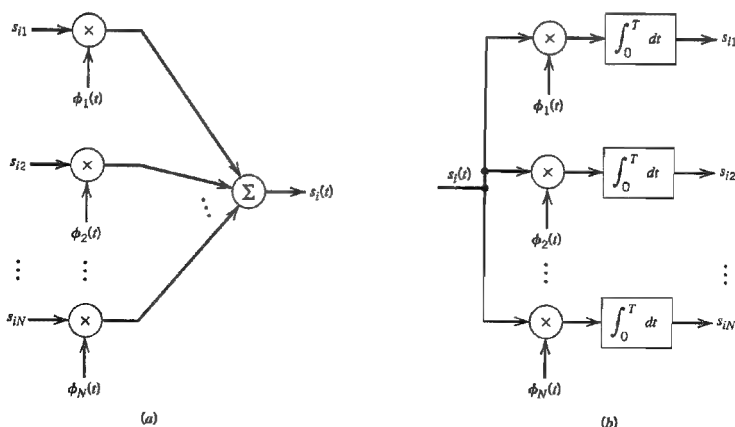 s_{i1}
×
ϕ_1(t)
s_{i2}
×
ϕ_2(t)
Σ
s_i(t)
⋮
⋮
⋱
s_{iN}
×
ϕ_N(t)
(a)
s_i(t)
×
ϕ_1(t)
∫_0^T dt
s_{i1}
×
ϕ_2(t)
∫_0^T dt
s_{i2}
⋮
⋮
×
ϕ_N(t)
∫_0^T dt
s_{iN}
(b)